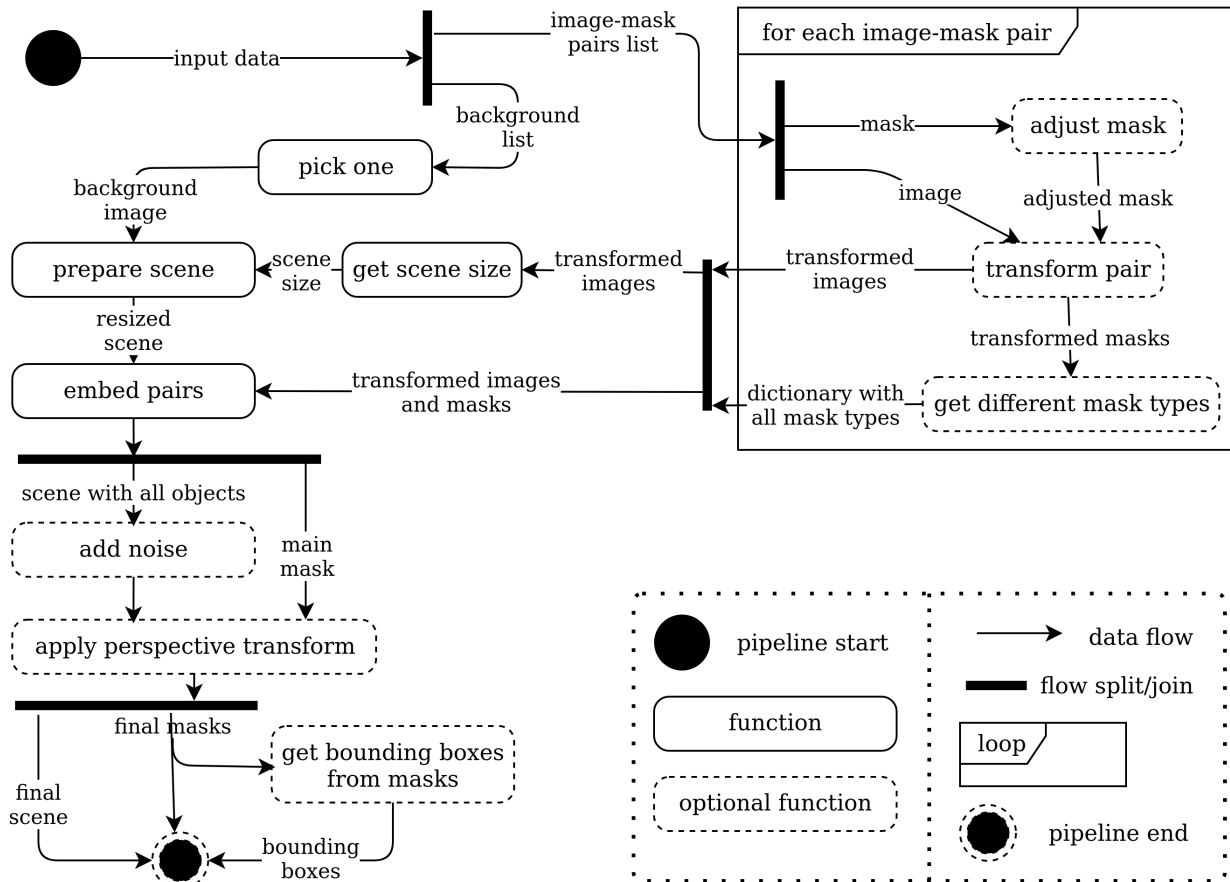 input data
image-mask
pairs list
for each image-mask pair
background
list
mask
adjust mask
pick one
image
background
image
adjusted mask
prepare scene
scene
size
get scene size
transformed
images
transformed
images
transform pair
resized
scene
transformed masks
embed pairs
transformed images
and masks
dictionary with
all mask types
get different mask types
scene with all objects
add noise
main
mask
apply perspective transform
final masks
get bounding boxes
from masks
final
scene
bounding
boxes
pipeline start
function
optional function
data flow
flow split/join
loop
pipeline end